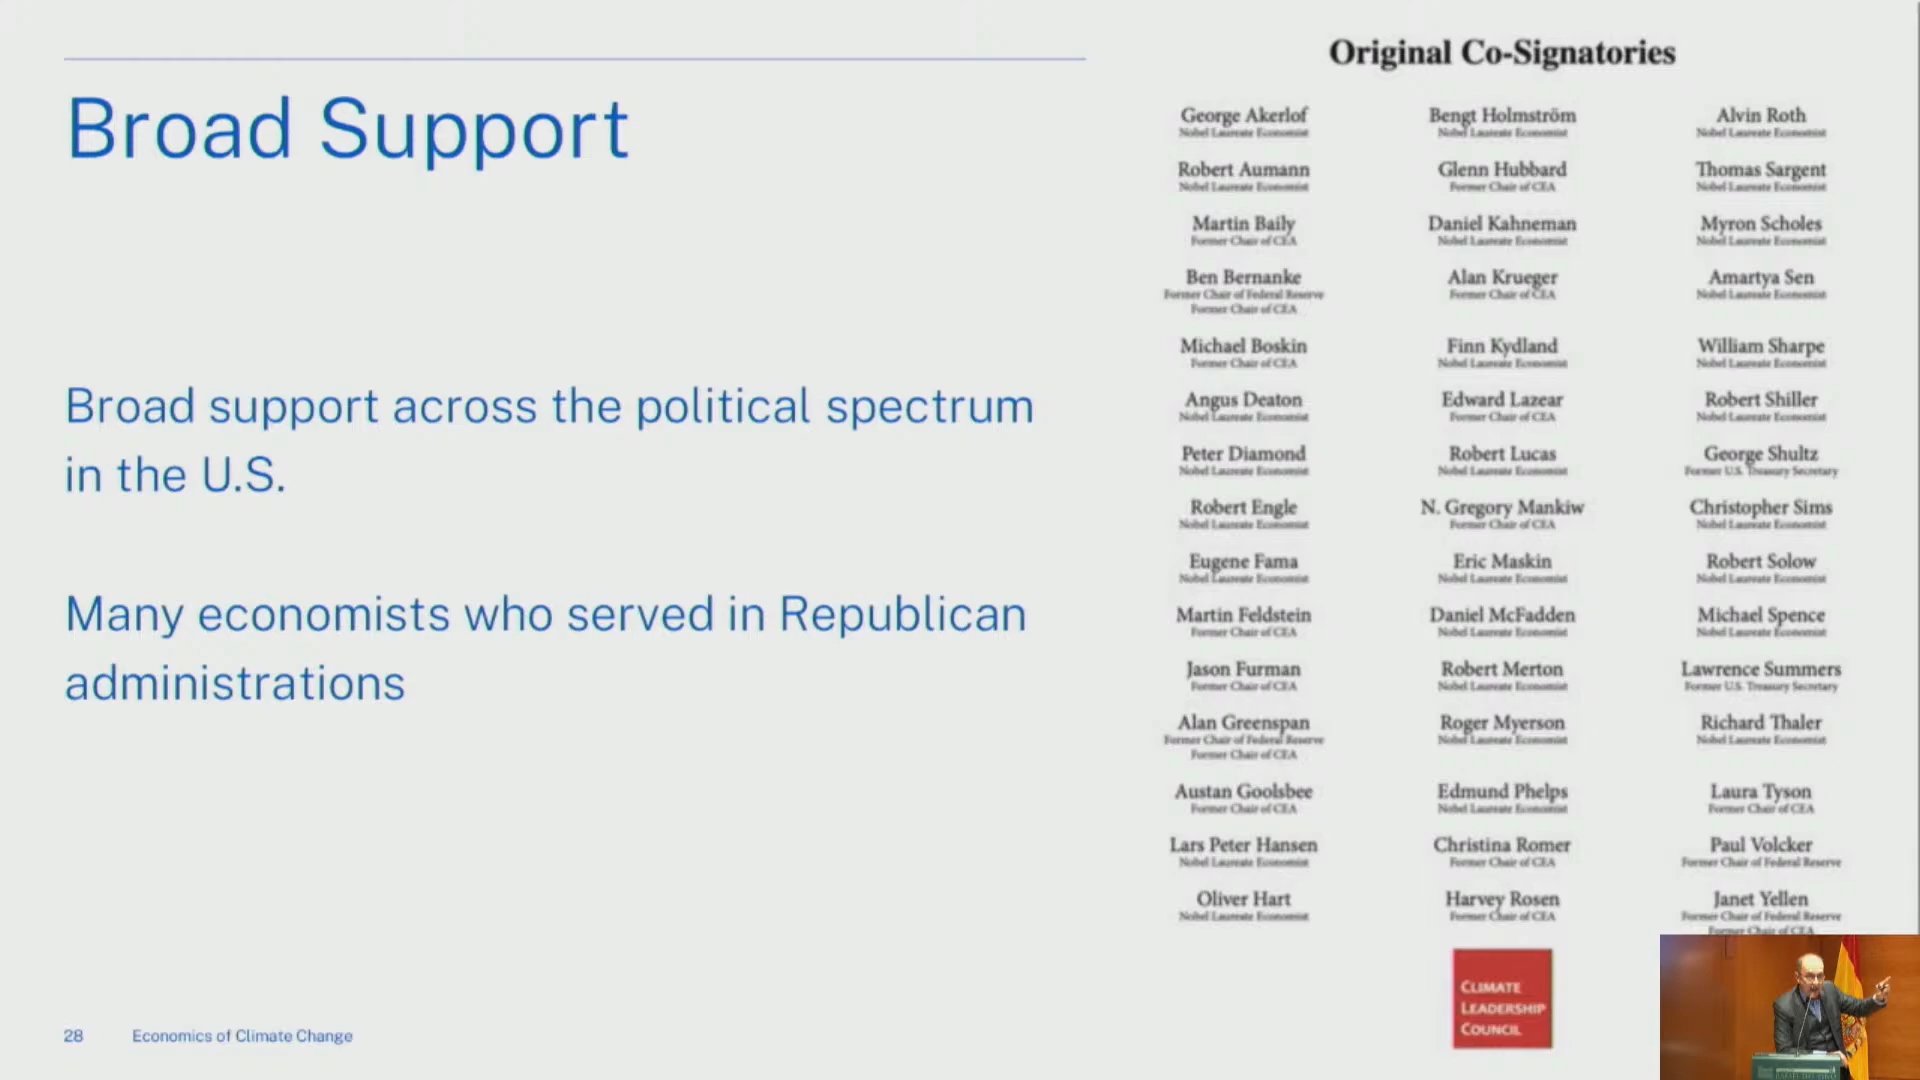 Broad Support
Broad support across the political spectrum
in the U.S.
Many economists who served in Republican
administrations
28 Economics of Climate Change
Original Co-Signatories
George Akerlof
Nobel Laureate Economist
Robert Aumann
Nobel Laureate Economist
Martin Baily
Former Chair of CEA
Ben Bernanke
Former Chair of Federal Reserve
Former Chair of CEA
Michael Boskin
Former Chair of CEA
Angus Deaton
Nobel Laureate Economist
Peter Diamond
Nobel Laureate Economist
Robert Engle
Nobel Laureate Economist
Eugene Fama
Nobel Laureate Economist
Martin Feldstein
Former Chair of CEA
Jason Furman
Former Chair of CEA
Alan Greenspan
Former Chair of Federal Reserve
Former Chair of CEA
Austan Goolsbee
Former Chair of CEA
Lars Peter Hansen
Nobel Laureate Economist
Oliver Hart
Nobel Laureate Economist
Bengt Holmström
Nobel Laureate Economist
Glenn Hubbard
Former Chair of CEA
Daniel Kahneman
Nobel Laureate Economist
Alan Krueger
Former Chair of CEA
Finn Kydland
Nobel Laureate Economist
Edward Lazear
Former Chair of CEA
Robert Lucas
Nobel Laureate Economist
N. Gregory Mankiw
Former Chair of CEA
Eric Maskin
Nobel Laureate Economist
Daniel McFadden
Nobel Laureate Economist
Robert Merton
Nobel Laureate Economist
Roger Myerson
Nobel Laureate Economist
Edmund Phelps
Nobel Laureate Economist
Christina Romer
Former Chair of CEA
Harvey Rosen
Former Chair of CEA
Alvin Roth
Nobel Laureate Economist
Thomas Sargent
Nobel Laureate Economist
Myron Scholes
Nobel Laureate Economist
Amartya Sen
Nobel Laureate Economist
William Sharpe
Nobel Laureate Economist
Robert Shiller
Nobel Laureate Economist
George Shultz
Former U.S. Treasury Secretary
Christopher Sims
Nobel Laureate Economist
Robert Solow
Nobel Laureate Economist
Michael Spence
Nobel Laureate Economist
Lawrence Summers
Former U.S. Treasury Secretary
Richard Thaler
Nobel Laureate Economist
Laura Tyson
Former Chair of CEA
Paul Volcker
Former Chair of Federal Reserve
Janet Yellen
Former Chair of Federal Reserve
Former Chair of CEA
CLIMATE
LEADERSHIP
COUNCIL